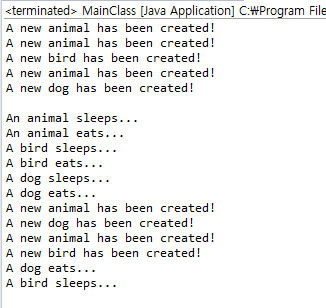 <terminated> MainClass [Java Application] C:₩Program File
A new animal has been created!
A new animal has been created!
A new bird has been created!
A new animal has been created!
A new dog has been created!

An animal sleeps...
An animal eats...
A bird sleeps...
A bird eats...
A dog sleeps...
A dog eats...
A new animal has been created!
A new dog has been created!
A new animal has been created!
A new bird has been created!
A dog eats...
A bird sleeps...